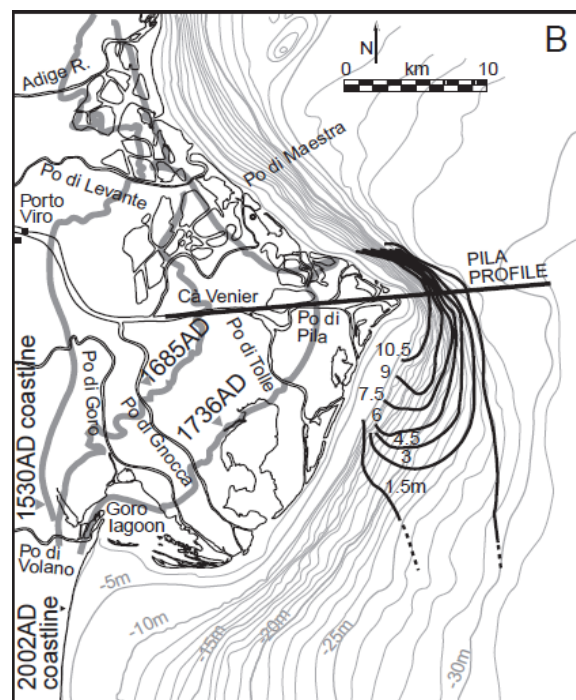 B
N
0 km 10
Adige R.
Po di Maestra
Po di Levante
Porto
Viro
PILA
PROFILE
Ca Venier
Po di
Pila
1685AD
Po di Tolle
1736AD
Po di Goro
Po di Gnocca
1530AD coastline
10.5
9
7.5
6
4.5
3
1.5m
Goro
lagoon
Po di
Volano
2002AD
coastline
-5m
-10m
-15m
-20m
-25m
-30m